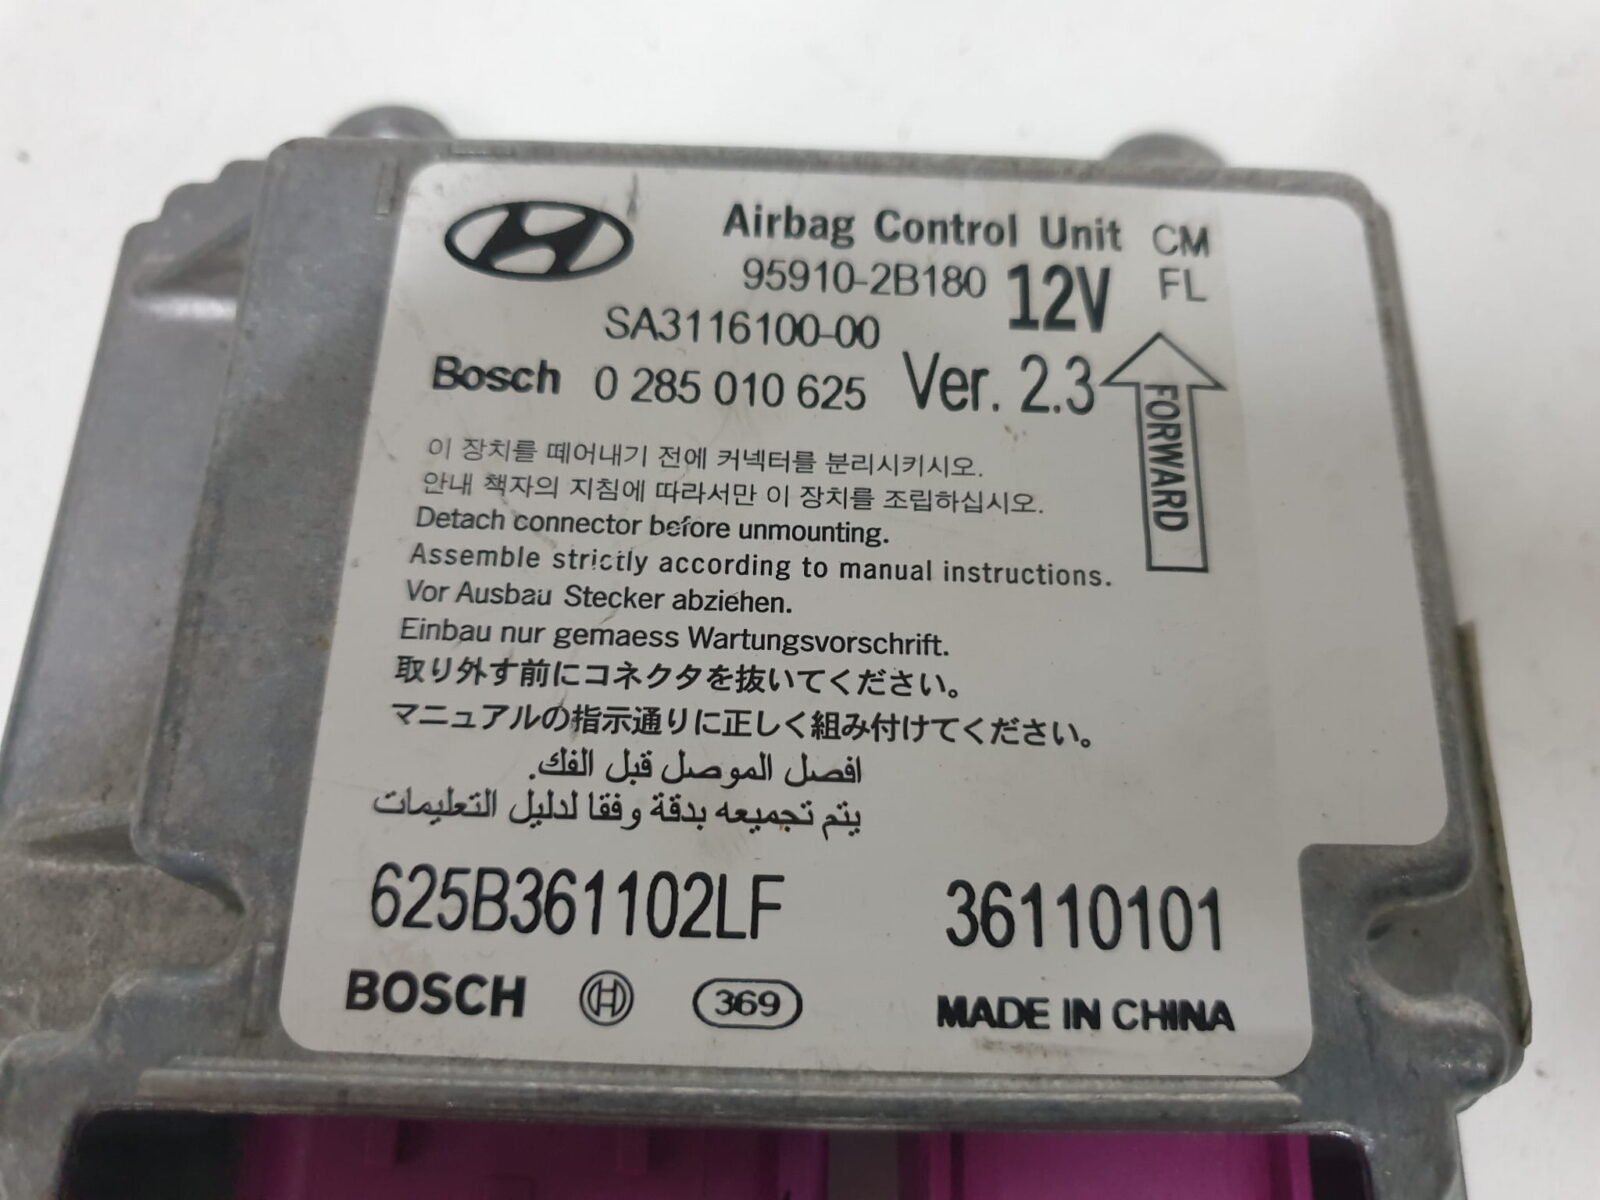 Airbag Control Unit CM
95910-2B180 12V FL
SA3116100-00
Bosch 0 285 010 625 Ver. 2.3
FORWARD
이 장치를 떼어내기 전에 커넥터를 분리시키시오.
안내 책자의 지침에 따라서만 이 장치를 조립하십시오.
Detach connector before unmounting.
Assemble strictly according to manual instructions.
Vor Ausbau Stecker abziehen.
Einbau nur gemaess Wartungsvorschrift.
取り外す前にコネクタを抜いてください。
マニュアルの指示通りに正しく組み付けてください。
افصل الموصل قبل الفك.
يتم تجميعه بدقة وفقا لدليل التعليمات
625B361102LF 36110101
BOSCH 369 MADE IN CHINA